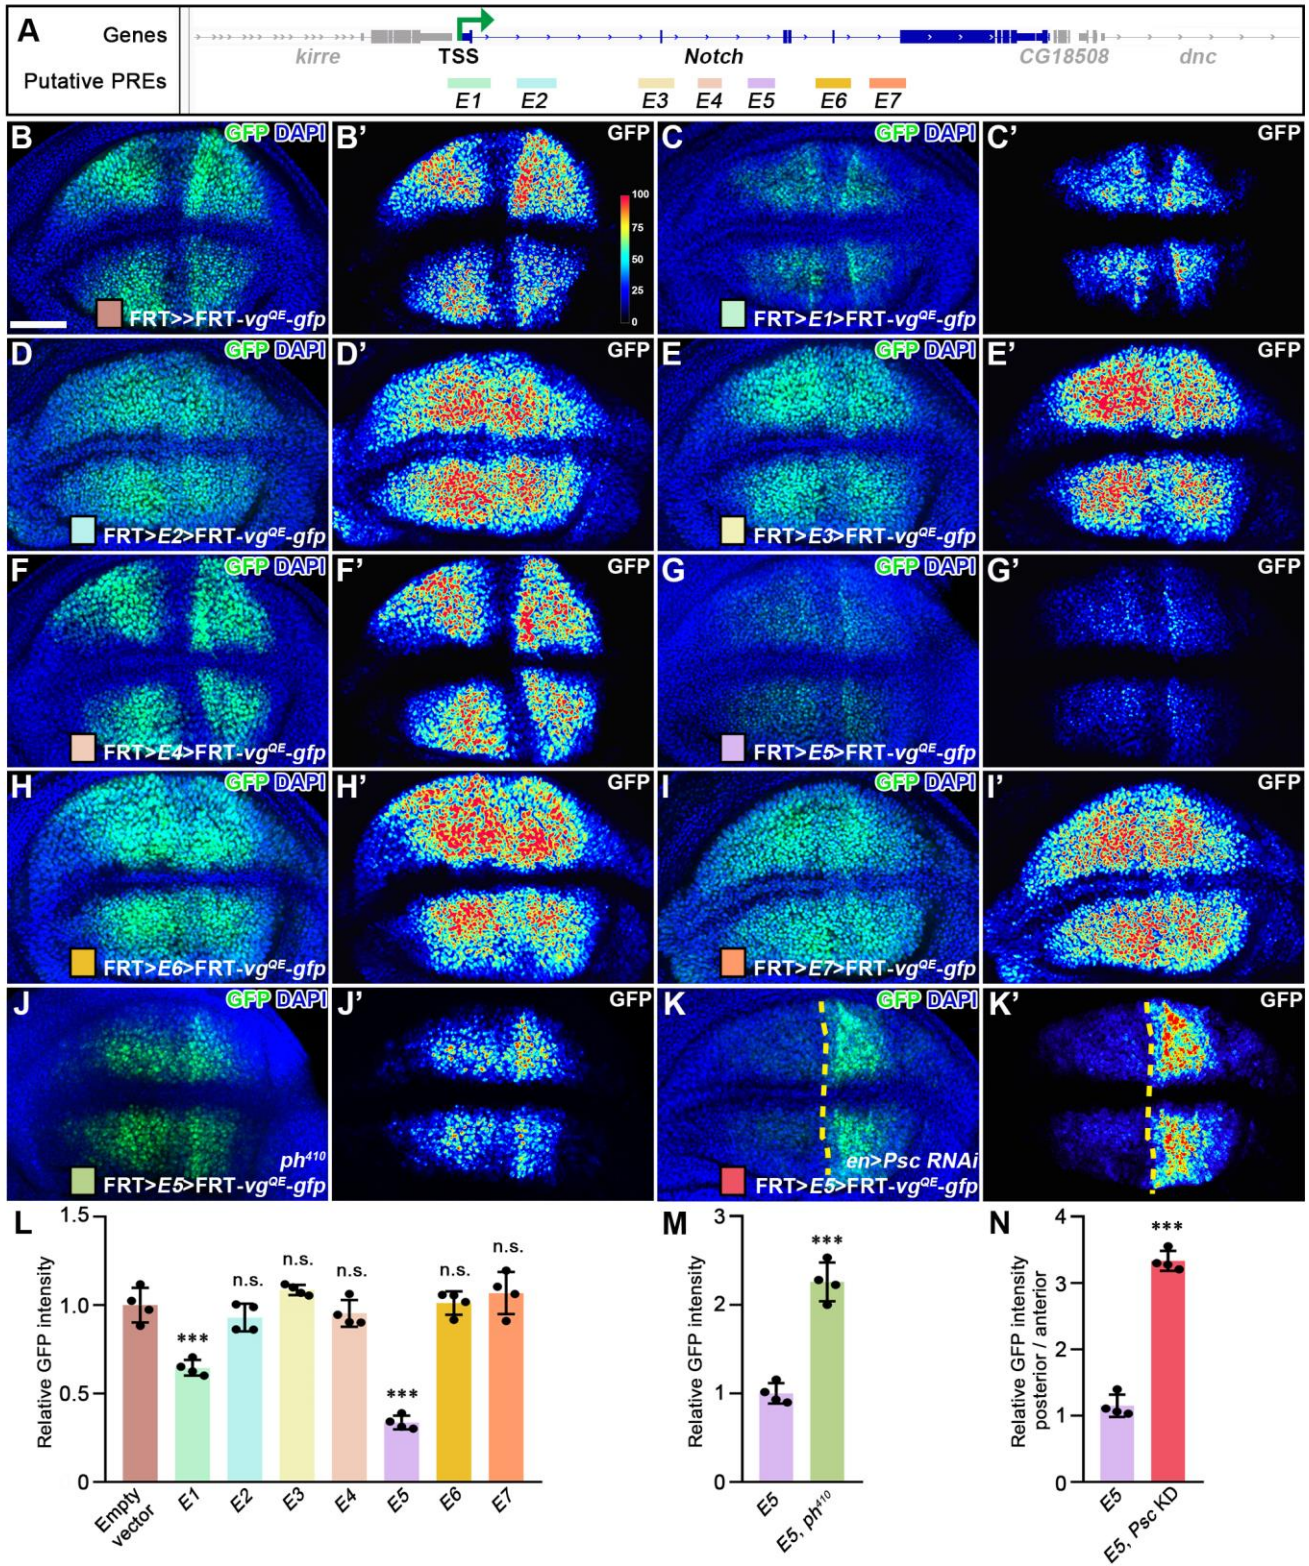 A
Genes
kirre
TSS
Notch
CG18508
dnc
Putative PREs
E1 E2 E3 E4 E5 E6 E7
B GFP DAPI
FRT>>FRT-vgQE-gfp
B’ GFP
100
75
50
25
0
C GFP DAPI
FRT>E1>FRT-vgQE-gfp
C’ GFP
D GFP DAPI
FRT>E2>FRT-vgQE-gfp
D’ GFP
E GFP DAPI
FRT>E3>FRT-vgQE-gfp
E’ GFP
F GFP DAPI
FRT>E4>FRT-vgQE-gfp
F’ GFP
G GFP DAPI
FRT>E5>FRT-vgQE-gfp
G’ GFP
H GFP DAPI
FRT>E6>FRT-vgQE-gfp
H’ GFP
I GFP DAPI
FRT>E7>FRT-vgQE-gfp
I’ GFP
J GFP DAPI
ph410
FRT>E5>FRT-vgQE-gfp
J’ GFP
K GFP DAPI
en>Psc RNAi
FRT>E5>FRT-vgQE-gfp
K’ GFP
L
Relative GFP intensity
1.5
1.0
0.5
0
***
n.s.
n.s.
n.s.
***
n.s.
n.s.
Empty
vector
E1
E2
E3
E4
E5
E6
E7
M
Relative GFP intensity
3
2
1
0
***
E5
E5, ph410
N
Relative GFP intensity
posterior / anterior
4
3
2
1
0
***
E5
E5, Psc KD